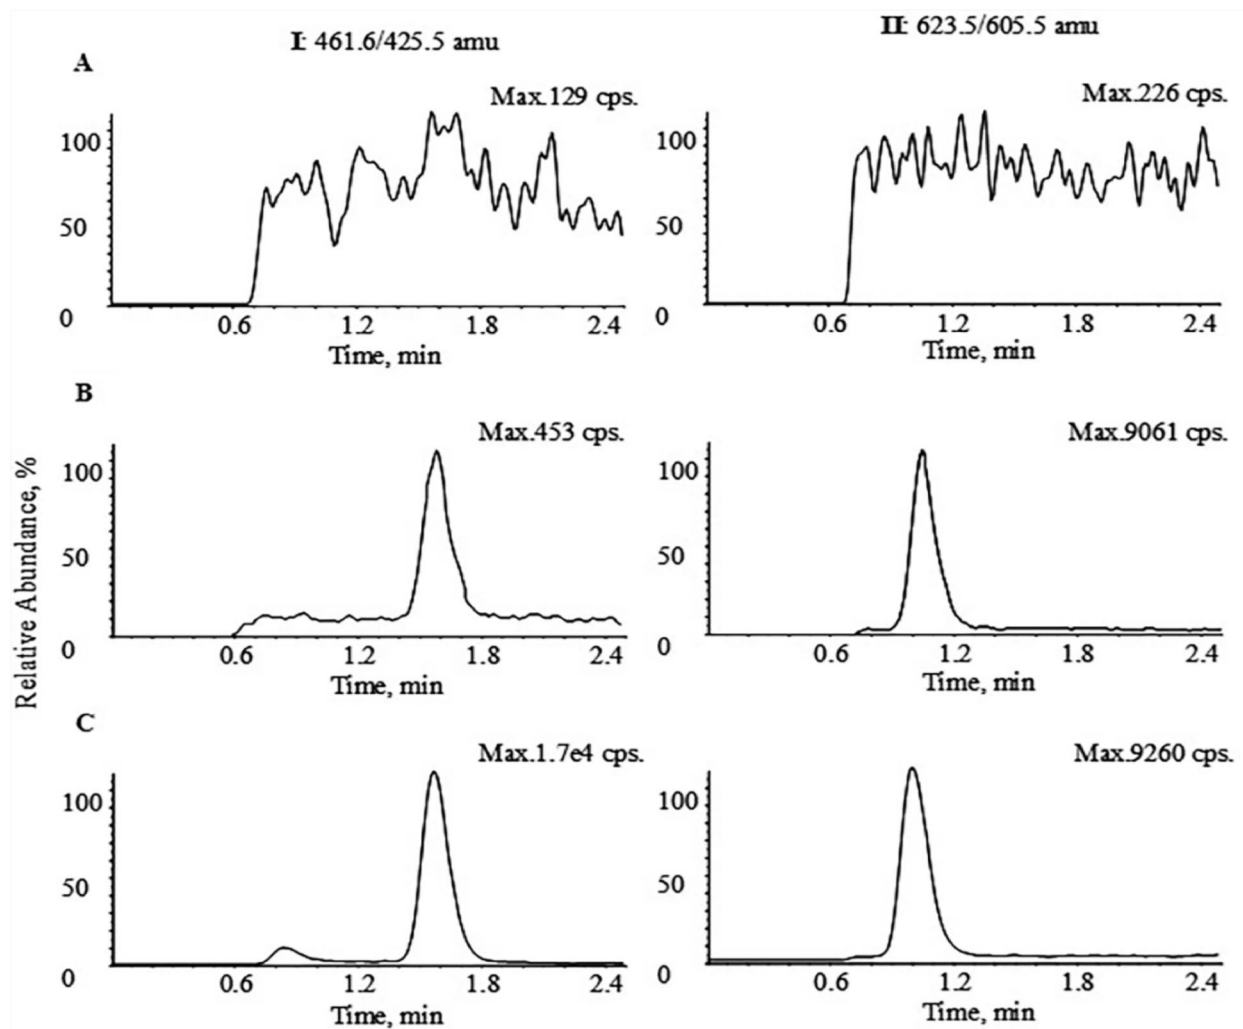 I: 461.6/425.5 amu
II: 623.5/605.5 amu
A
Max.129 cps.
100
50
0
0.6 1.2 1.8 2.4
Time, min
Max.226 cps.
100
50
0
0.6 1.2 1.8 2.4
Time, min
Relative Abundance, %
B
Max.453 cps.
100
50
0
0.6 1.2 1.8 2.4
Time, min
Max.9061 cps.
100
50
0
0.6 1.2 1.8 2.4
Time, min
C
Max.1.7e4 cps.
100
50
0
0.6 1.2 1.8 2.4
Time, min
Max.9260 cps.
100
50
0
0.6 1.2 1.8 2.4
Time, min